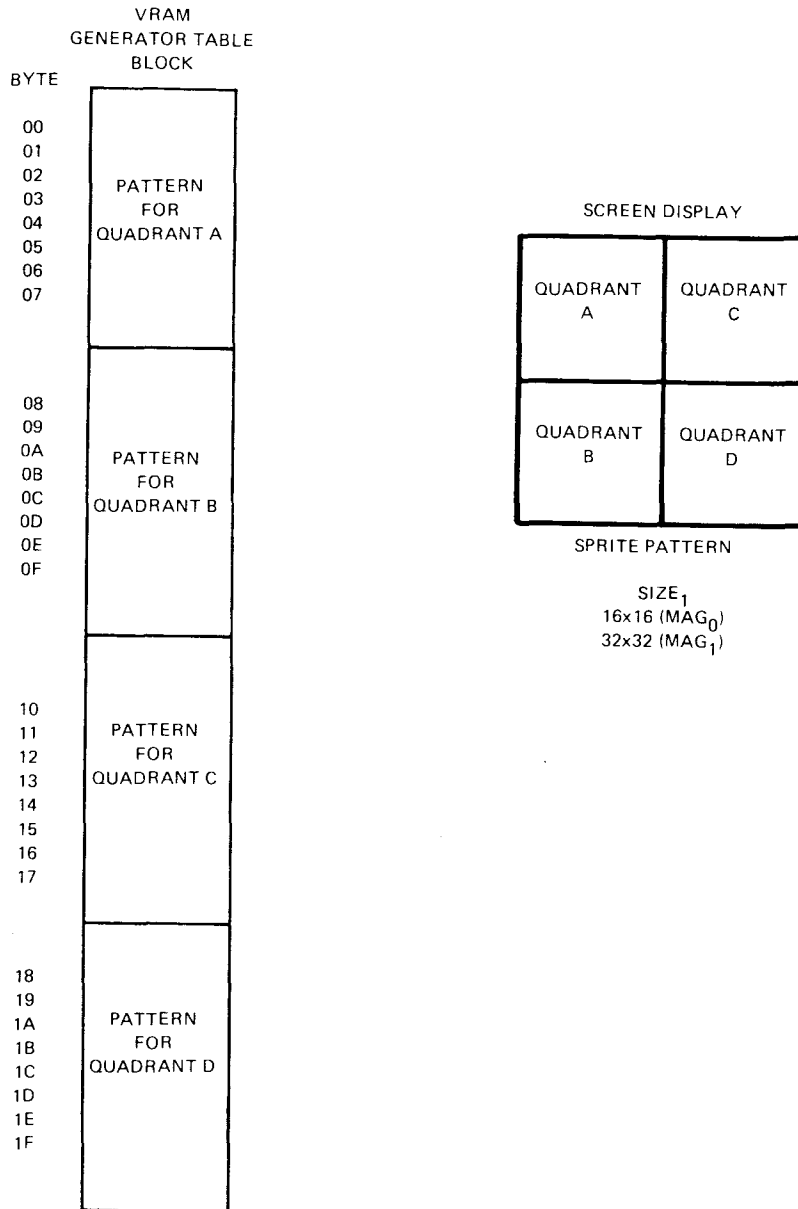 VRAM
GENERATOR TABLE
BLOCK
BYTE
00
01
02
03
04
05
06
07
PATTERN
FOR
QUADRANT A
08
09
0A
0B
0C
0D
0E
0F
PATTERN
FOR
QUADRANT B
10
11
12
13
14
15
16
17
PATTERN
FOR
QUADRANT C
18
19
1A
1B
1C
1D
1E
1F
PATTERN
FOR
QUADRANT D
SCREEN DISPLAY
QUADRANT
A
QUADRANT
C
QUADRANT
B
QUADRANT
D
SPRITE PATTERN
SIZE1
16x16 (MAG0)
32x32 (MAG1)